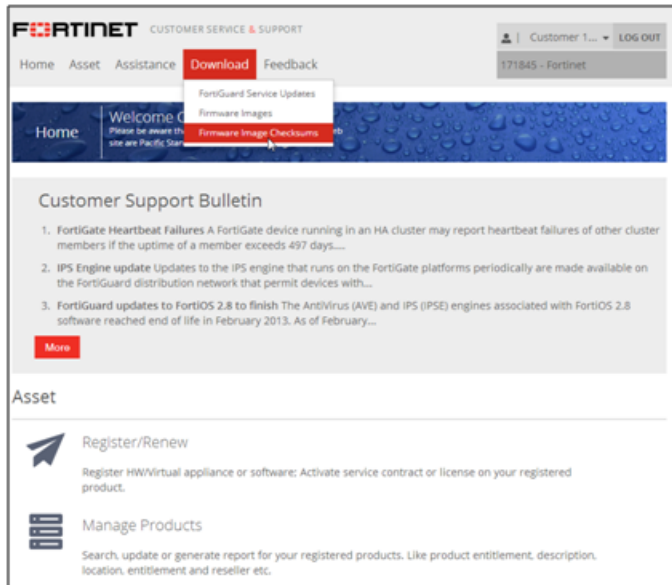 FORTINET CUSTOMER SERVICE & SUPPORT
Customer 1... LOG OUT
171845 - Fortinet
Home Asset Assistance Download Feedback
FortiGuard Service Updates
Firmware Images
Firmware Image Checksums
Home
Welcome
Please be aware
site are Pacific
Customer Support Bulletin
1. FortiGate Heartbeat Failures A FortiGate device running in an HA cluster may report heartbeat failures of other cluster
members if the uptime of a member exceeds 497 days....
2. IPS Engine update Updates to the IPS engine that runs on the FortiGate platforms periodically are made available on
the FortiGuard distribution network that permit devices with...
3. FortiGuard updates to FortiOS 2.8 to finish The AntiVirus (AVE) and IPS (IPSE) engines associated with FortiOS 2.8
software reached end of life in February 2013. As of February...
More
Asset
Register/Renew
Register HW/Virtual appliance or software; Activate service contract or license on your registered
product.
Manage Products
Search, update or generate report for your registered products. Like product entitlement, description,
location, entitlement and reseller etc.